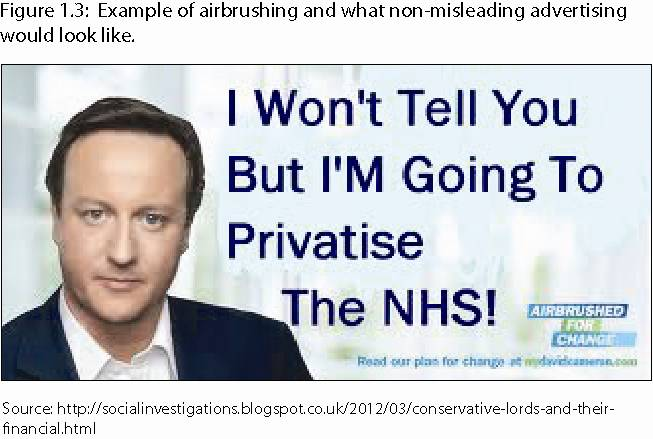 Figure 1.3: Example of airbrushing and what non-misleading advertising
would look like.
I Won't Tell You
But I'M Going To
Privatise
The NHS!
AIRBRUSHED
FOR
CHANGE
Read our plan for change at mydavidcameron.com
Source: http://socialinvestigations.blogspot.co.uk/2012/03/conservative-lords-and-their-
financial.html